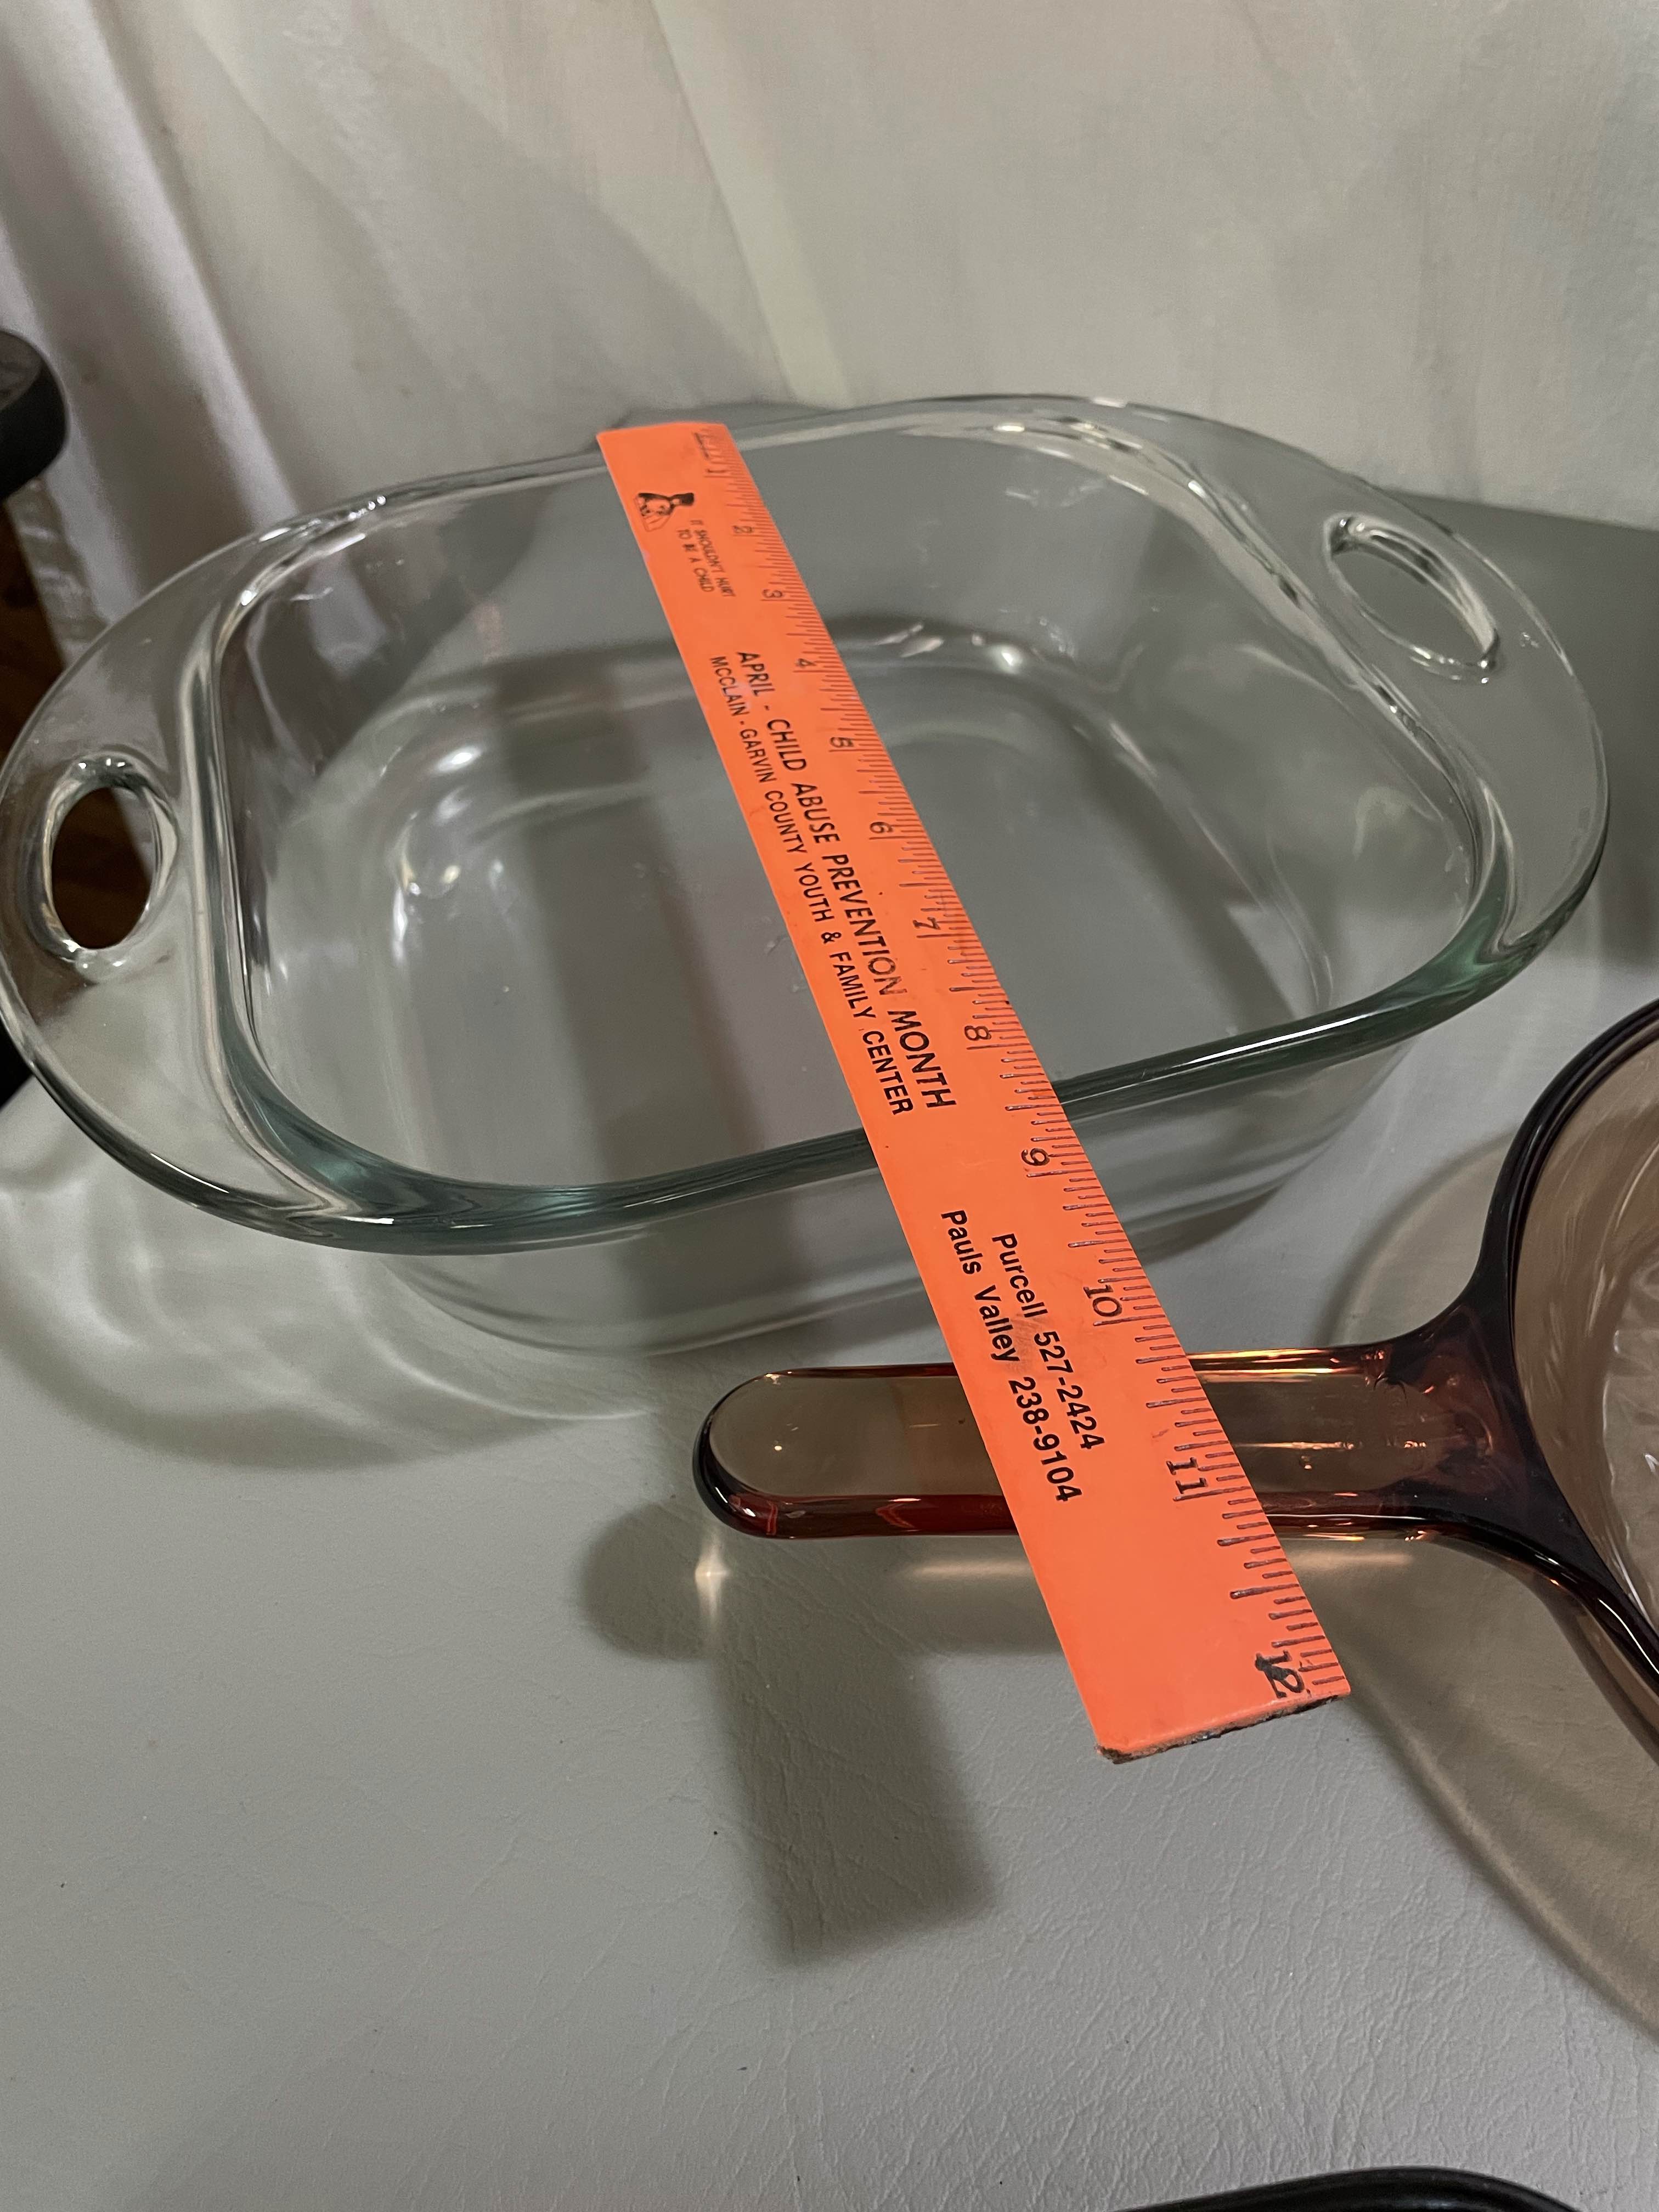 1 2 3 4 5 6 7 8 9 10 11 12
IT SHOULDN'T HURT
TO BE A CHILD
APRIL - CHILD ABUSE PREVENTION MONTH
MCCLAIN - GARVIN COUNTY YOUTH & FAMILY CENTER
Purcell 527-2424
Pauls Valley 238-9104